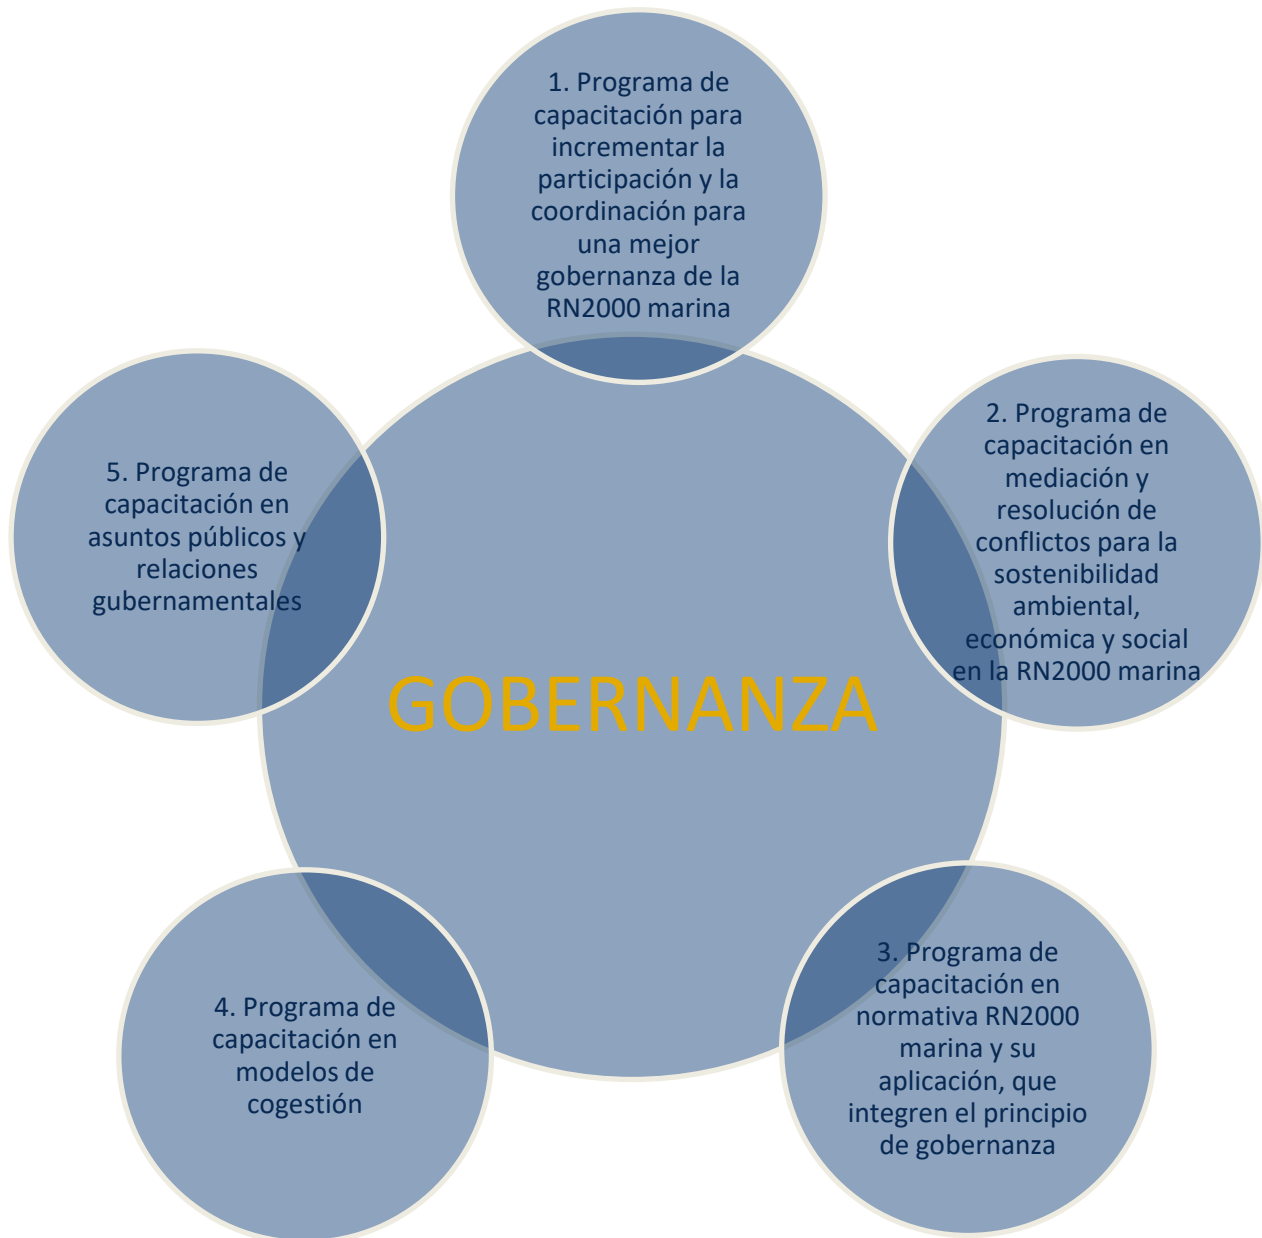 1. Programa de
capacitación para
incrementar la
participación y la
coordinación para
una mejor
gobernanza de la
RN2000 marina
2. Programa de
capacitación en
mediación y
resolución de
conflictos para la
sostenibilidad
ambiental,
económica y social
en la RN2000 marina
3. Programa de
capacitación en
normativa RN2000
marina y su
aplicación, que
integren el principio
de gobernanza
4. Programa de
capacitación en
modelos de
cogestión
5. Programa de
capacitación en
asuntos públicos y
relaciones
gubernamentales
GOBERNANZA